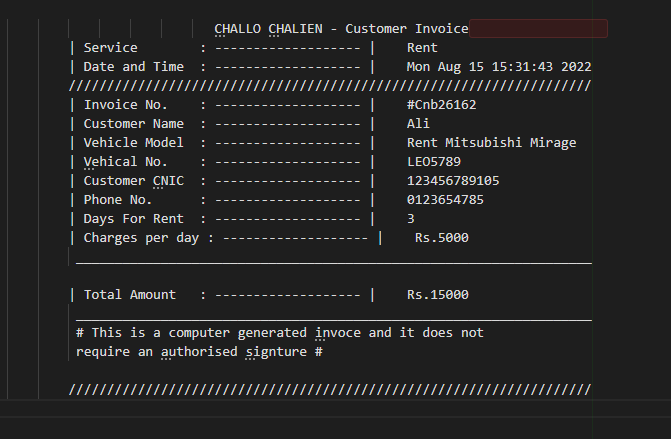 CHALLO CHALIEN - Customer Invoice
| Service        : ------------------- |    Rent
| Date and Time  : ------------------- |    Mon Aug 15 15:31:43 2022
////////////////////////////////////////////////////////////////////
| Invoice No.    : ------------------- |    #Cnb26162
| Customer Name  : ------------------- |    Ali
| Vehicle Model  : ------------------- |    Rent Mitsubishi Mirage
| Vehical No.    : ------------------- |    LEO5789
| Customer CNIC  : ------------------- |    123456789105
| Phone No.      : ------------------- |    0123654785
| Days For Rent  : ------------------- |    3
| Charges per day : ------------------- |    Rs.5000
___________________________________________________________________
| Total Amount   : ------------------- |    Rs.15000
___________________________________________________________________
# This is a computer generated invoce and it does not
require an authorised signture #
////////////////////////////////////////////////////////////////////